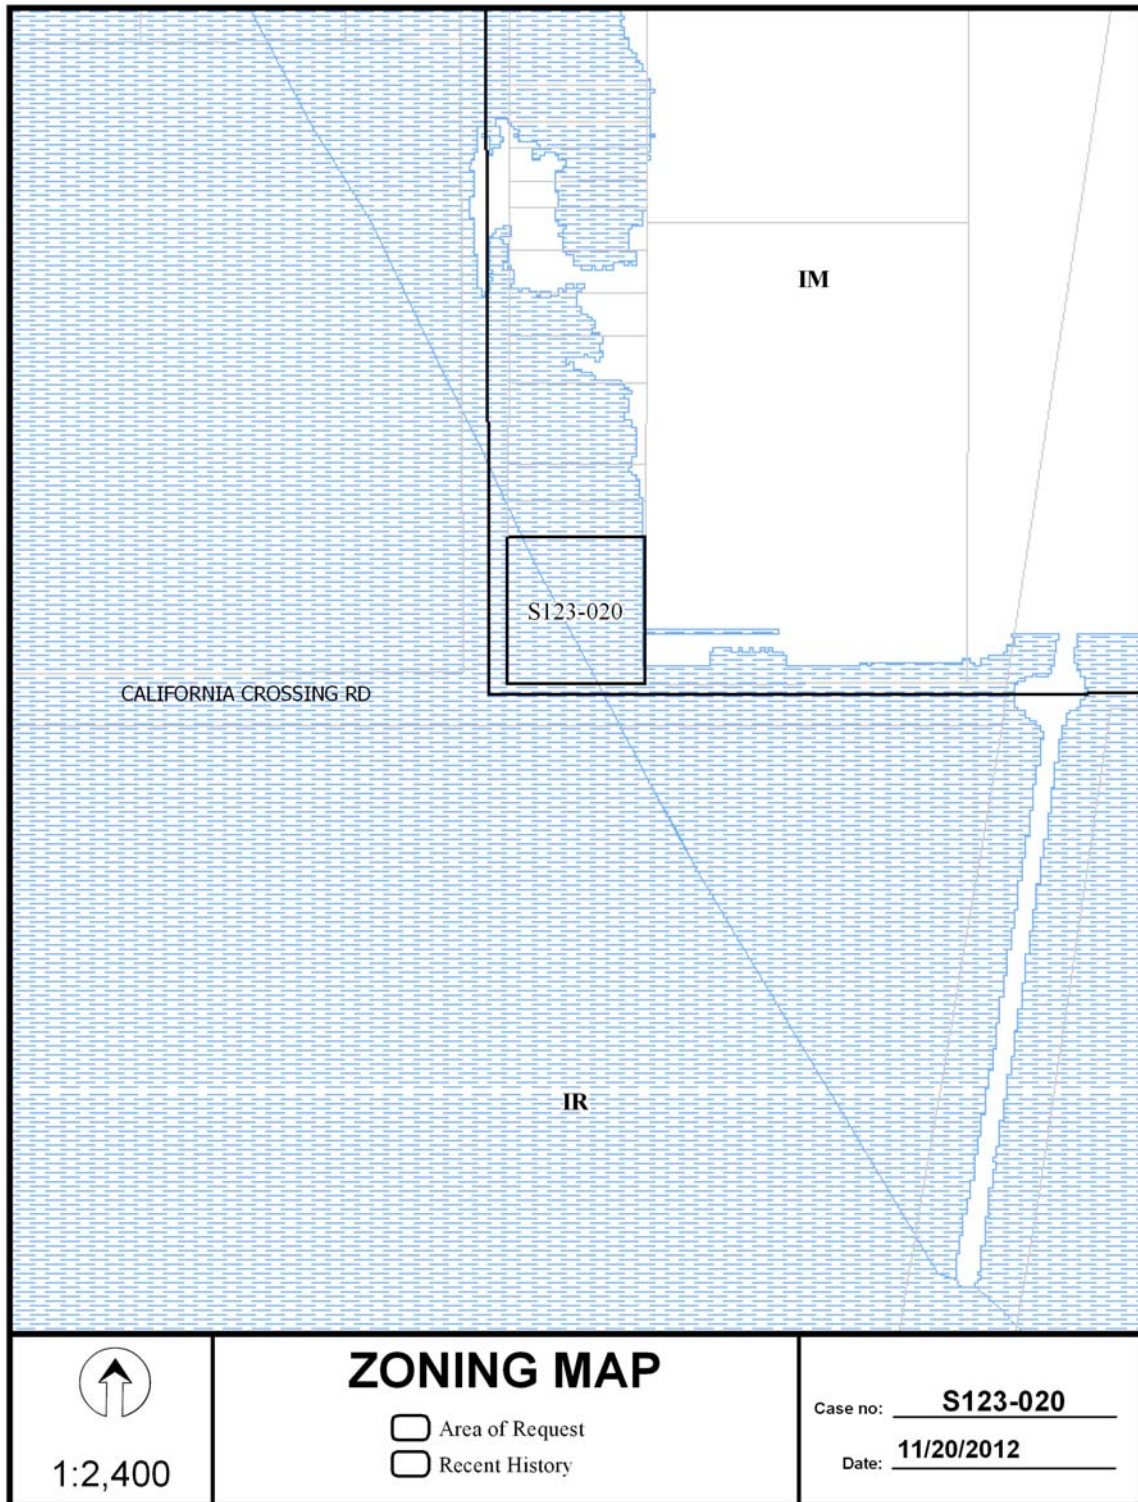 IM
S123-020
CALIFORNIA CROSSING RD
IR
1:2,400
ZONING MAP
Area of Request
Recent History
Case no: S123-020
Date: 11/20/2012